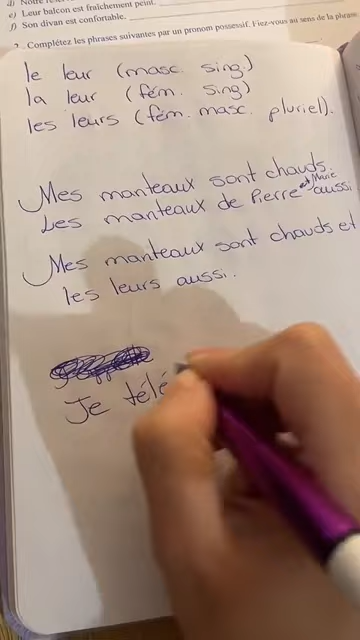 e) Leur balcon est fraîchement peint.
f) Son divan est confortable.
2. Complétez les phrases suivantes par un pronom possessif. Fiez-vous au sens de la phrase
le leur (masc. sing.)
la leur (fém. sing)
les leurs (fém. masc. pluriel).
Mes manteaux sont chauds.
Les manteaux de Pierre et Marie aussi
Mes manteaux sont chauds et
les leurs aussi.
Je télé